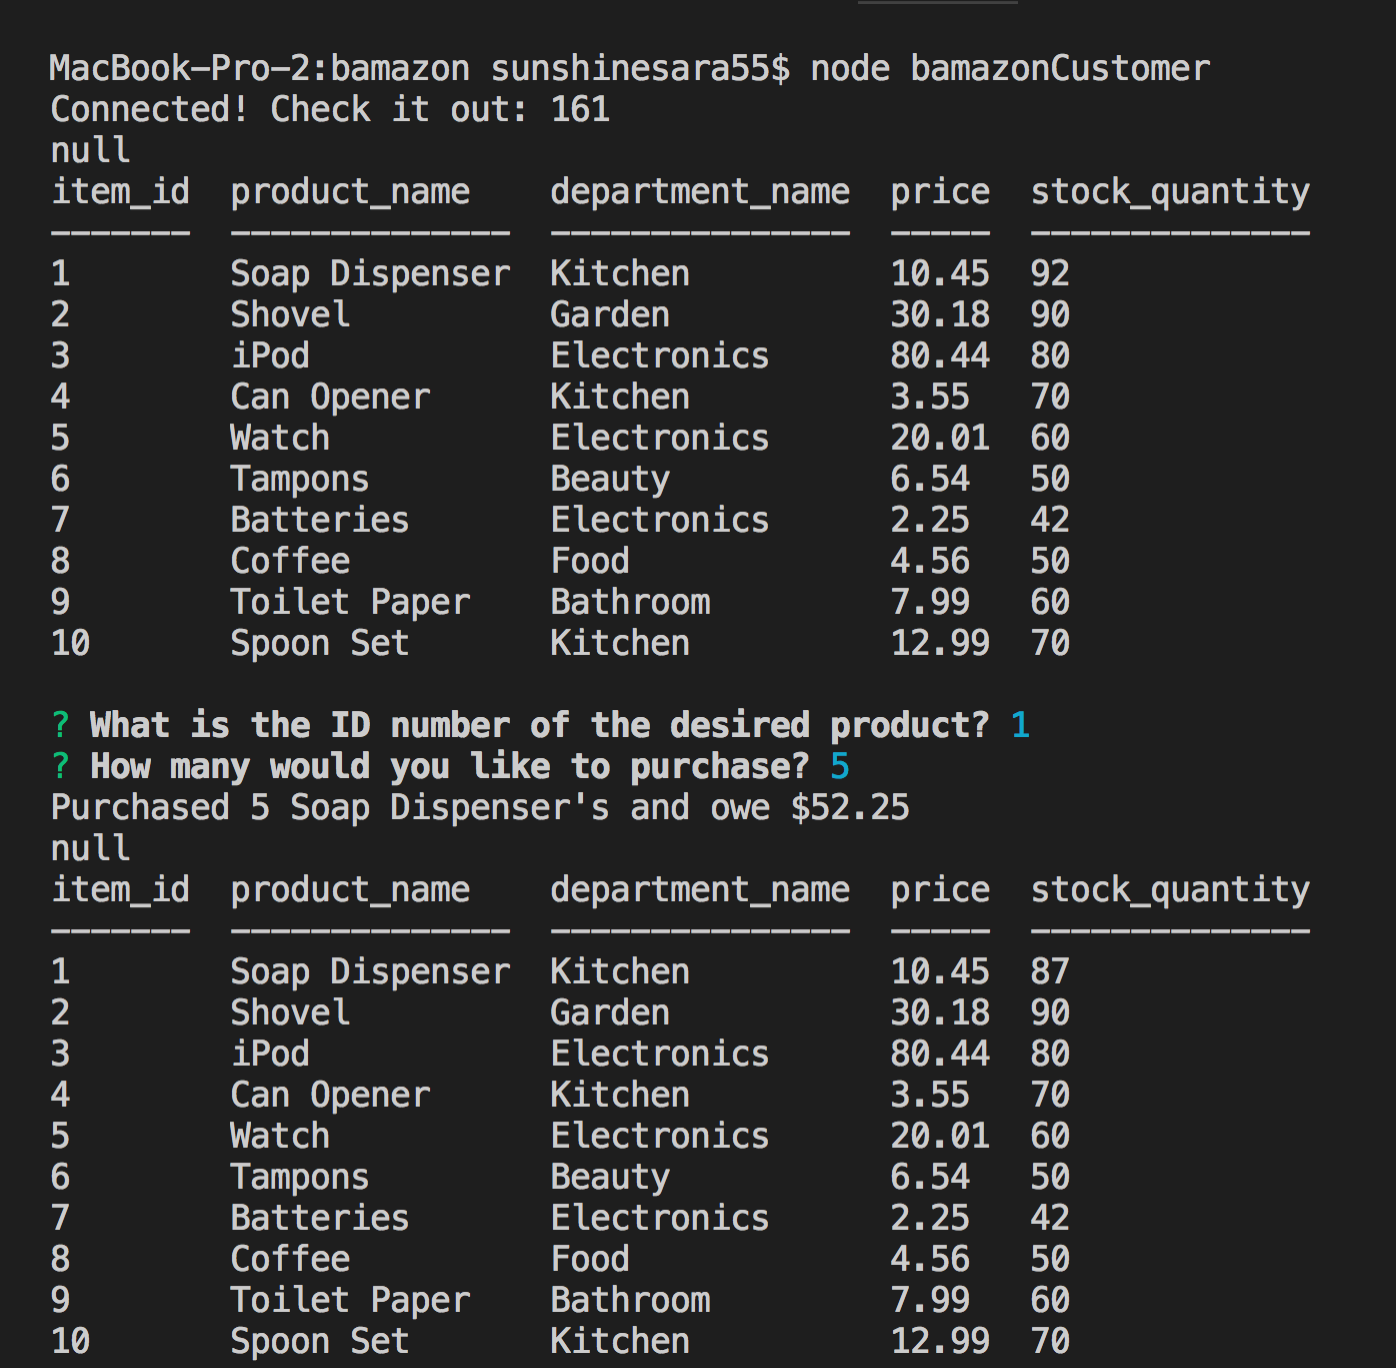 MacBook-Pro-2:bamazon sunshinesara55$ node bamazonCustomer
Connected! Check it out: 161
null
item_id  product_name    department_name  price  stock_quantity
-------  --------------  ---------------  -----  --------------
1        Soap Dispenser  Kitchen          10.45  92
2        Shovel          Garden           30.18  90
3        iPod            Electronics      80.44  80
4        Can Opener      Kitchen          3.55   70
5        Watch           Electronics      20.01  60
6        Tampons         Beauty           6.54   50
7        Batteries       Electronics      2.25   42
8        Coffee          Food             4.56   50
9        Toilet Paper    Bathroom         7.99   60
10       Spoon Set       Kitchen          12.99  70
? What is the ID number of the desired product? 1
? How many would you like to purchase? 5
Purchased 5 Soap Dispenser's and owe $52.25
null
item_id  product_name    department_name  price  stock_quantity
-------  --------------  ---------------  -----  --------------
1        Soap Dispenser  Kitchen          10.45  87
2        Shovel          Garden           30.18  90
3        iPod            Electronics      80.44  80
4        Can Opener      Kitchen          3.55   70
5        Watch           Electronics      20.01  60
6        Tampons         Beauty           6.54   50
7        Batteries       Electronics      2.25   42
8        Coffee          Food             4.56   50
9        Toilet Paper    Bathroom         7.99   60
10       Spoon Set       Kitchen          12.99  70